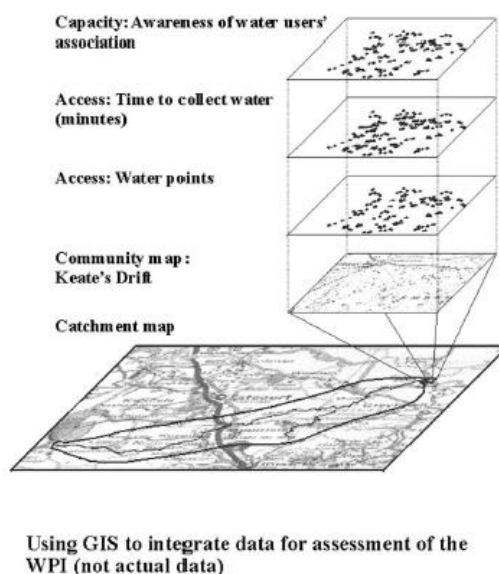 Capacity: Awareness of water users'
association
Access: Time to collect water
(minutes)
Access: Water points
Community map :
Keate's Drift
Catchment map
Using GIS to integrate data for assessment of the
WPI (not actual data)